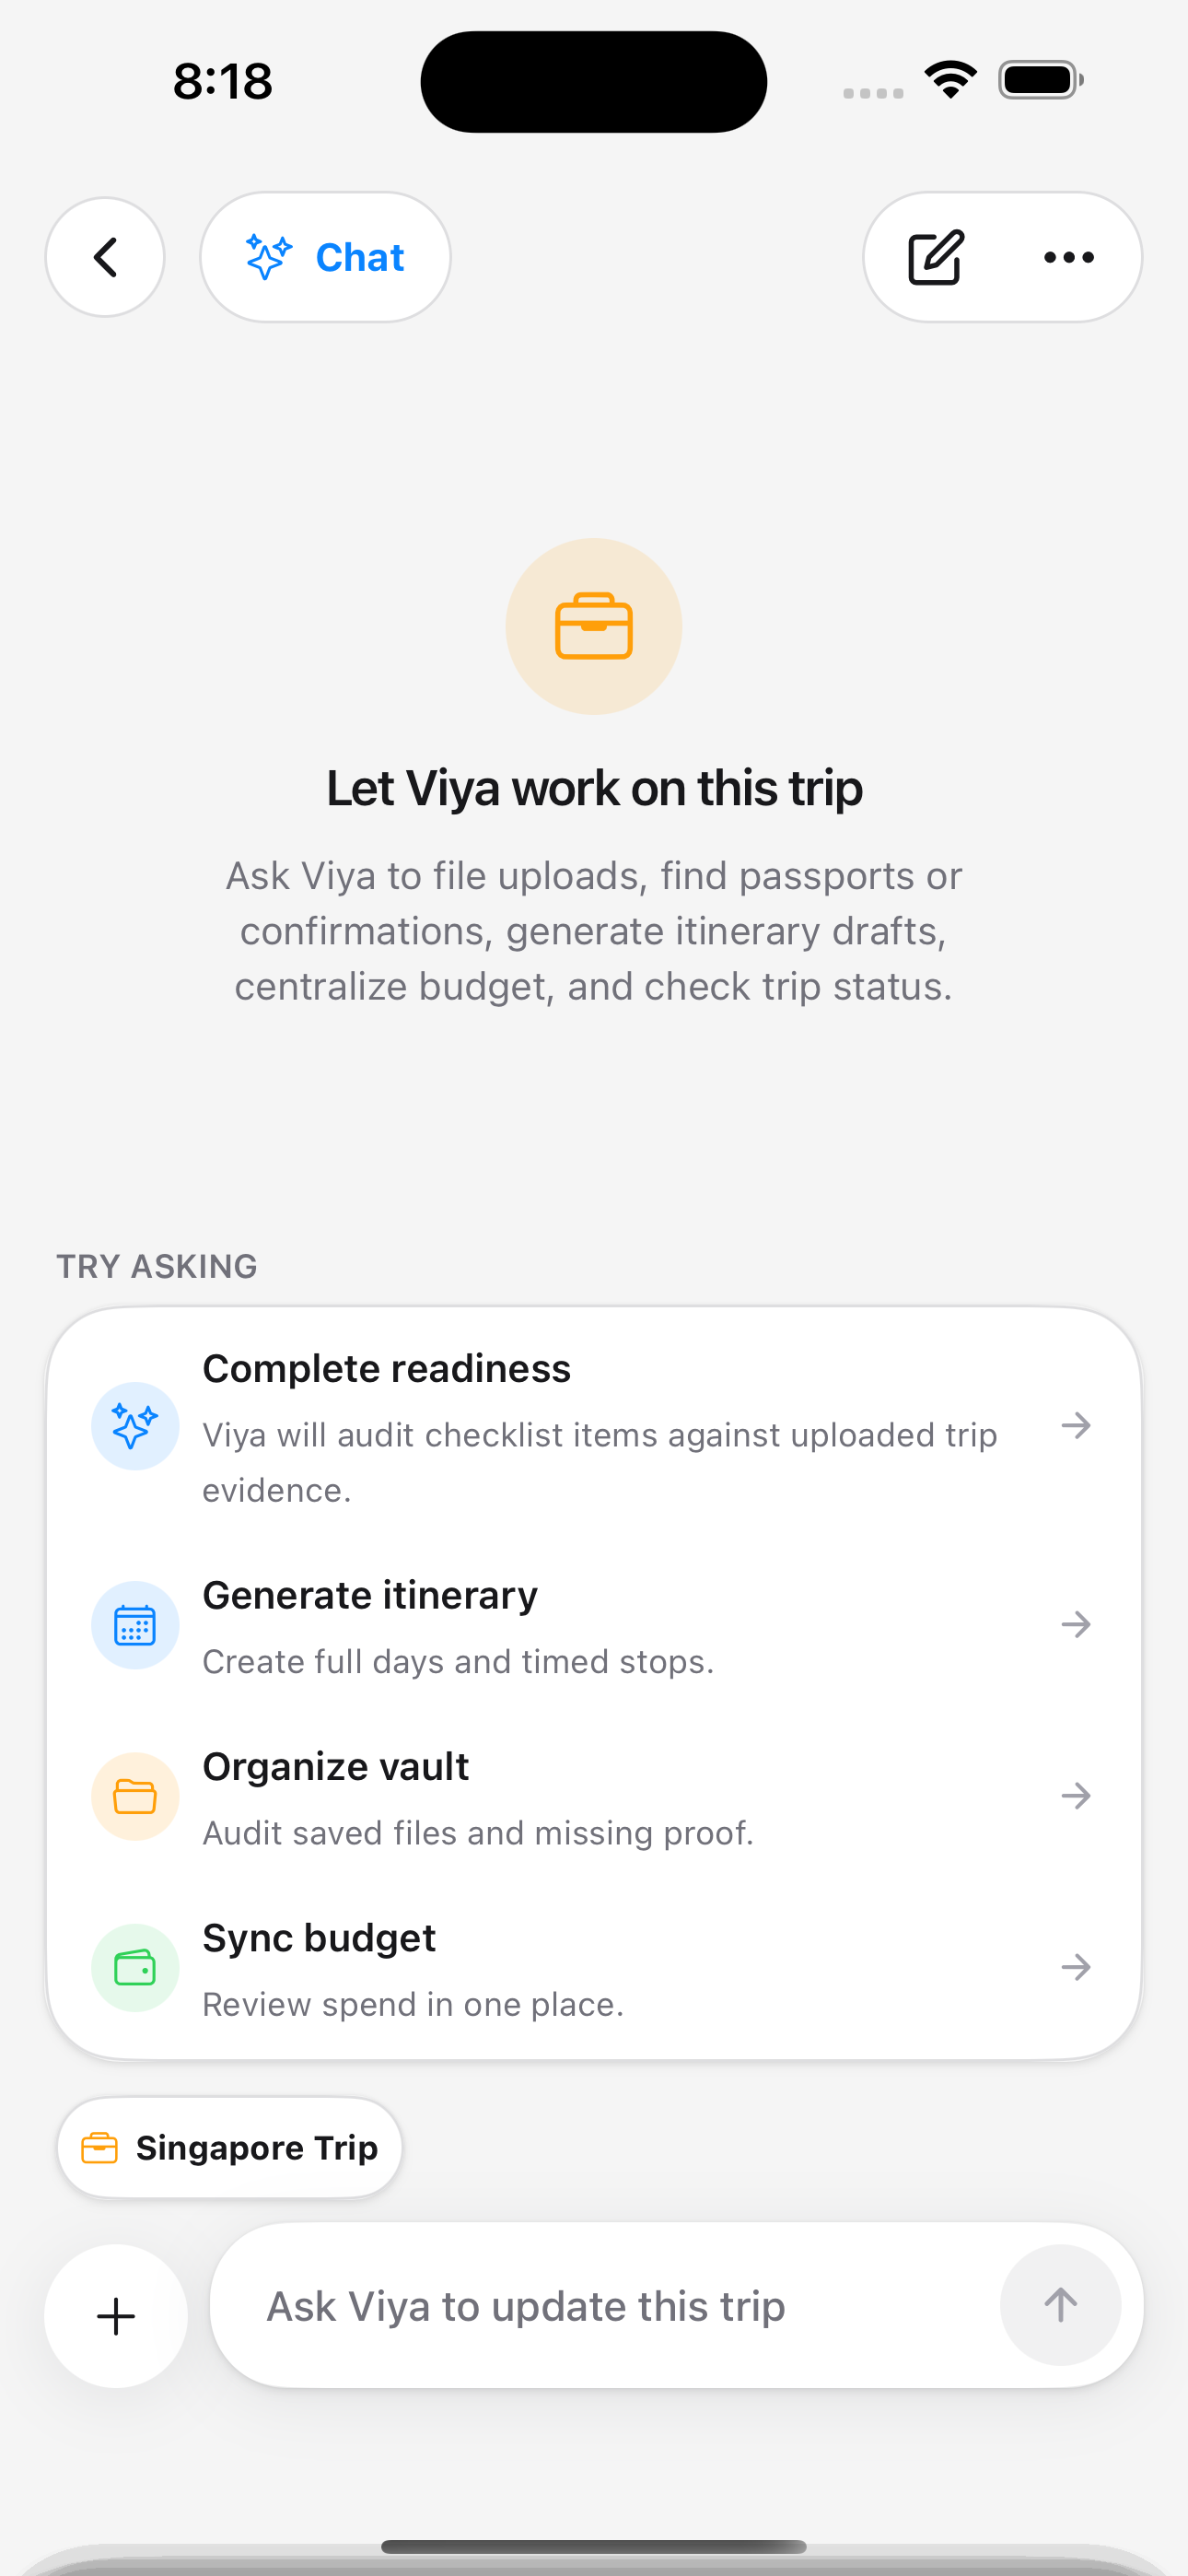 8:18
Chat
Let Viya work on this trip
Ask Viya to file uploads, find passports or
confirmations, generate itinerary drafts,
centralize budget, and check trip status.
TRY ASKING
Complete readiness
Viya will audit checklist items against uploaded trip
evidence.
Generate itinerary
Create full days and timed stops.
Organize vault
Audit saved files and missing proof.
Sync budget
Review spend in one place.
Singapore Trip
Ask Viya to update this trip